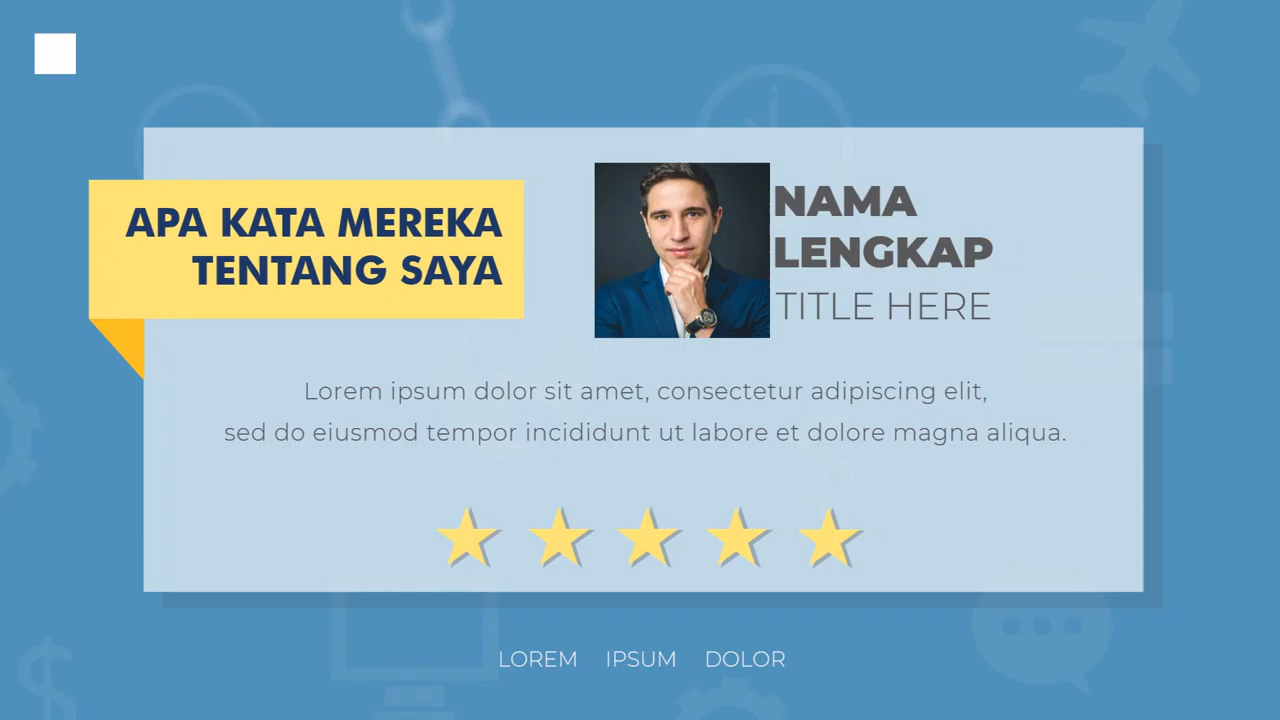 APA KATA MEREKA
TENTANG SAYA
NAMA
LENGKAP
TITLE HERE
Lorem ipsum dolor sit amet, consectetur adipiscing elit,
sed do eiusmod tempor incididunt ut labore et dolore magna aliqua.
LOREM IPSUM DOLOR